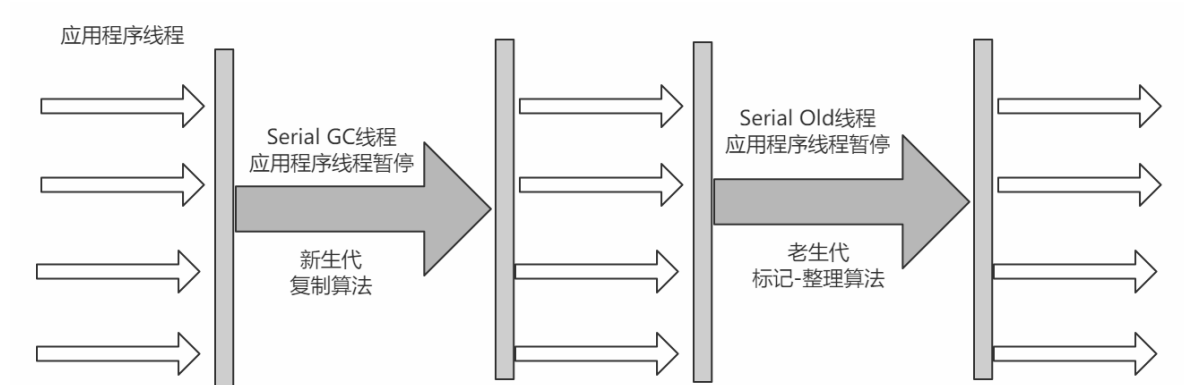 应用程序线程
Serial GC线程
应用程序线程暂停
新生代
复制算法
Serial Old线程
应用程序线程暂停
老生代
标记-整理算法